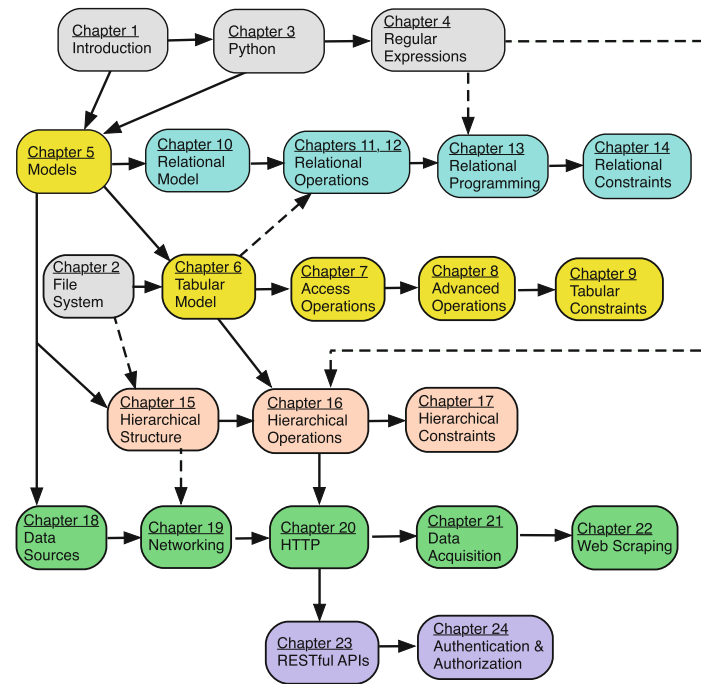 Chapter 1
Introduction
Chapter 3
Python
Chapter 4
Regular
Expressions
Chapter 5
Models
Chapter 10
Relational
Model
Chapters 11, 12
Relational
Operations
Chapter 13
Relational
Programming
Chapter 14
Relational
Constraints
Chapter 2
File
System
Chapter 6
Tabular
Model
Chapter 7
Access
Operations
Chapter 8
Advanced
Operations
Chapter 9
Tabular
Constraints
Chapter 15
Hierarchical
Structure
Chapter 16
Hierarchical
Operations
Chapter 17
Hierarchical
Constraints
Chapter 18
Data
Sources
Chapter 19
Networking
Chapter 20
HTTP
Chapter 21
Data
Acquisition
Chapter 22
Web Scraping
Chapter 23
RESTful APIs
Chapter 24
Authentication &
Authorization